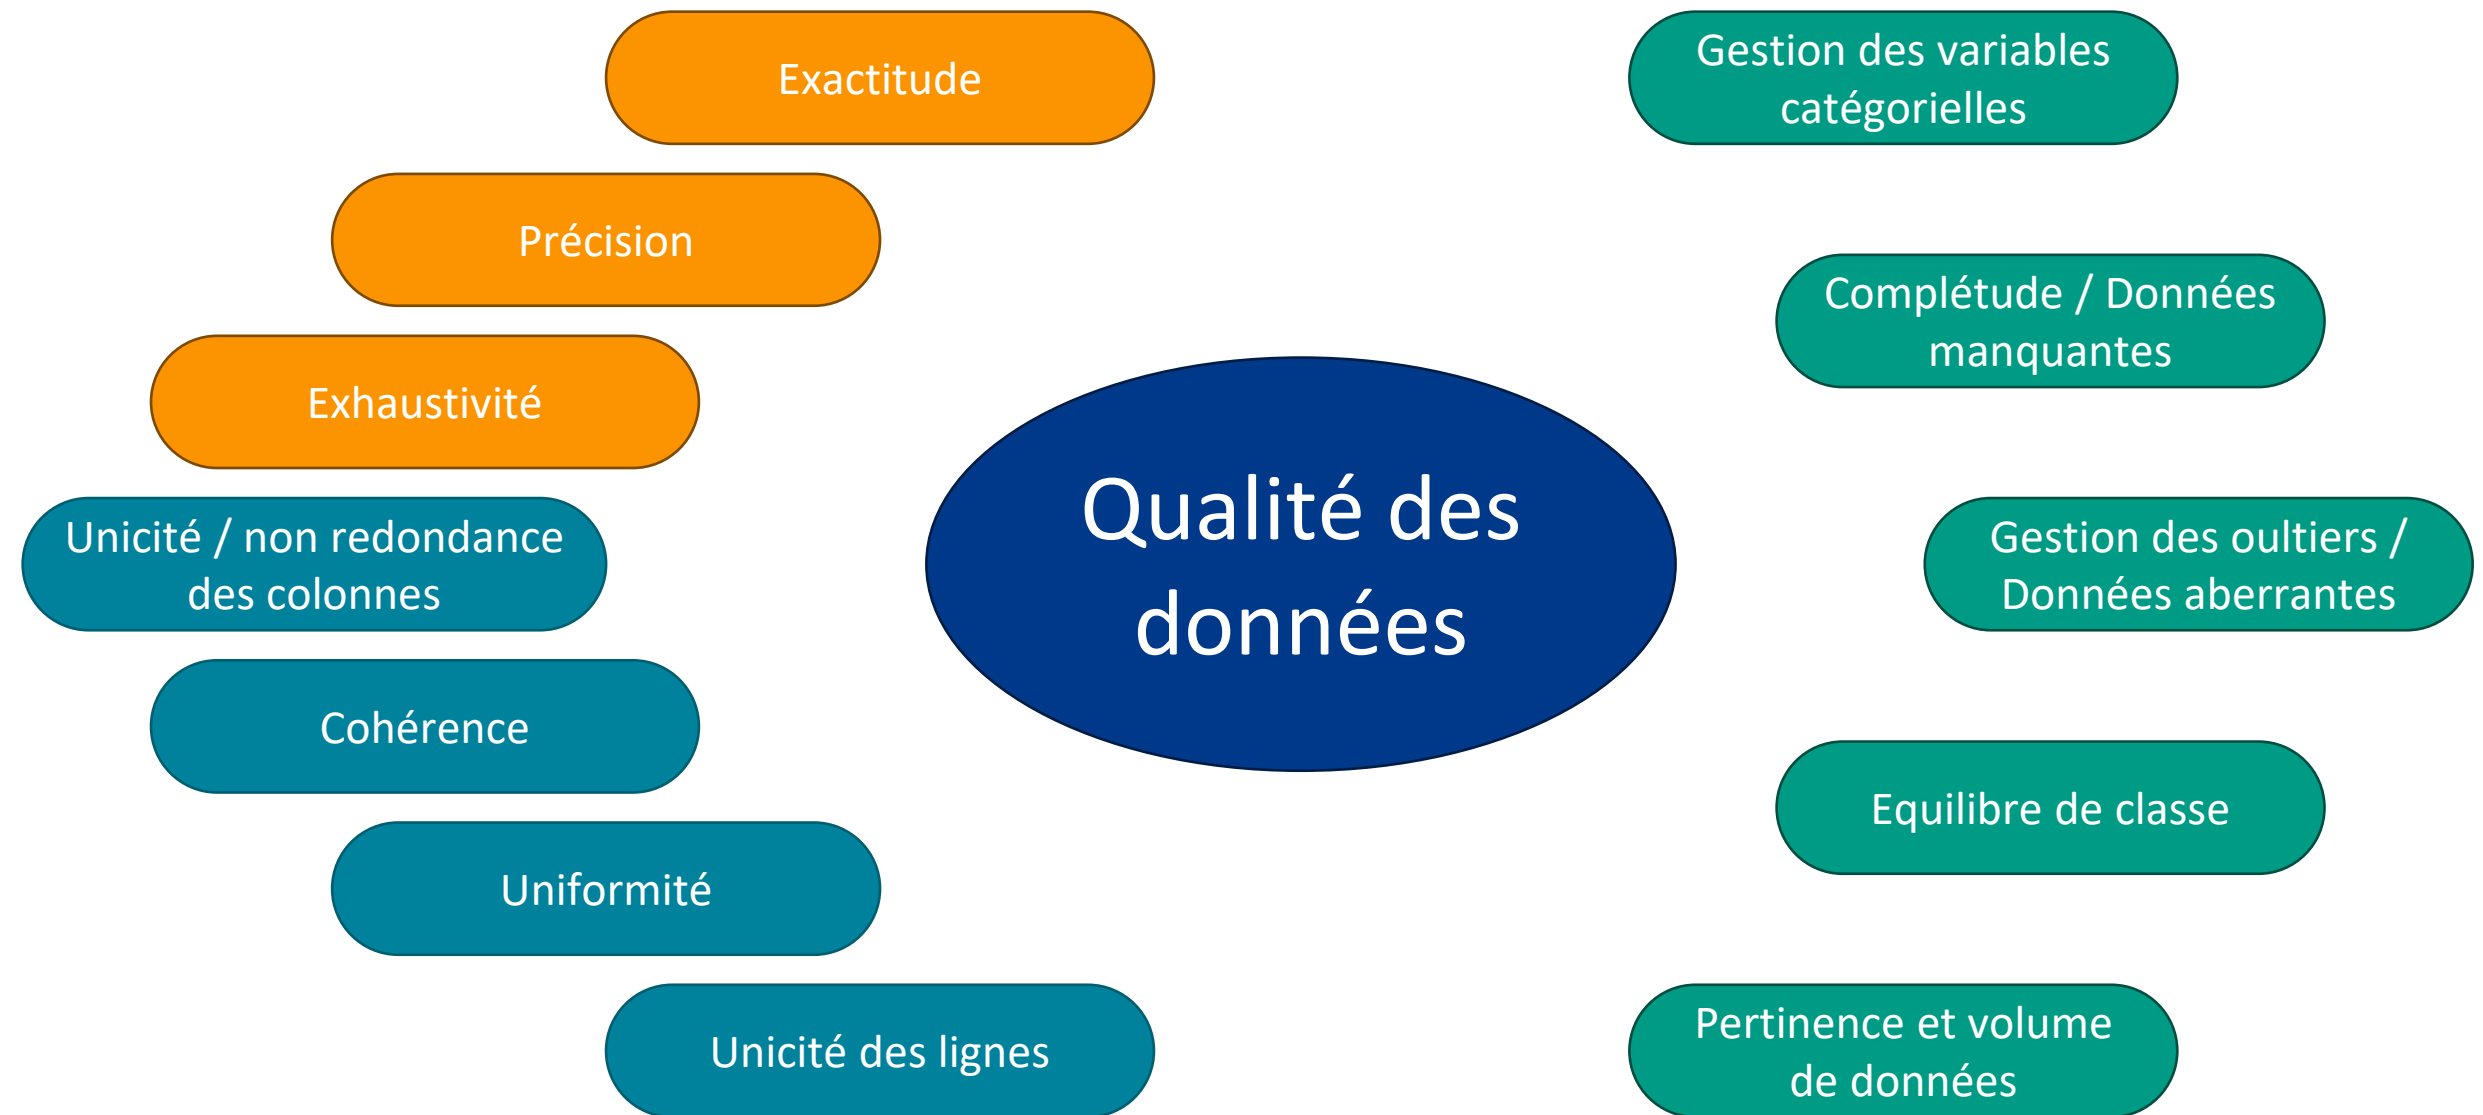 Exactitude
Précision
Exhaustivité
Unicité / non redondance
des colonnes
Cohérence
Uniformité
Unicité des lignes
Qualité des
données
Gestion des variables
catégorielles
Complétude / Données
manquantes
Gestion des oultiers /
Données aberrantes
Equilibre de classe
Pertinence et volume
de données